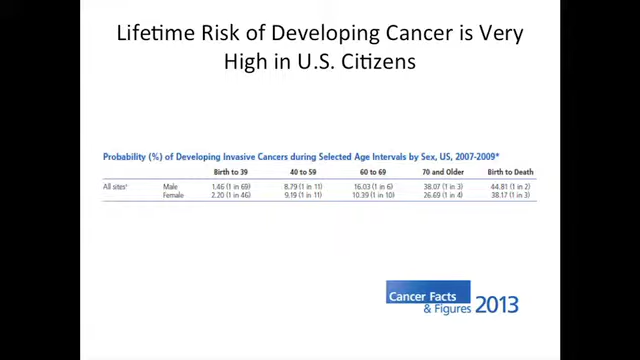 Lifetime Risk of Developing Cancer is Very
High in U.S. Citizens
Probability (%) of Developing Invasive Cancers during Selected Age Intervals by Sex, US, 2007-2009*
Birth to 39 40 to 59 60 to 69 70 and Older Birth to Death
All sites† Male 1.46 (1 in 69) 8.79 (1 in 11) 16.03 (1 in 6) 38.07 (1 in 3) 44.81 (1 in 2)
Female 2.20 (1 in 46) 9.19 (1 in 11) 10.39 (1 in 10) 26.69 (1 in 4) 38.17 (1 in 3)
Cancer Facts
& Figures 2013